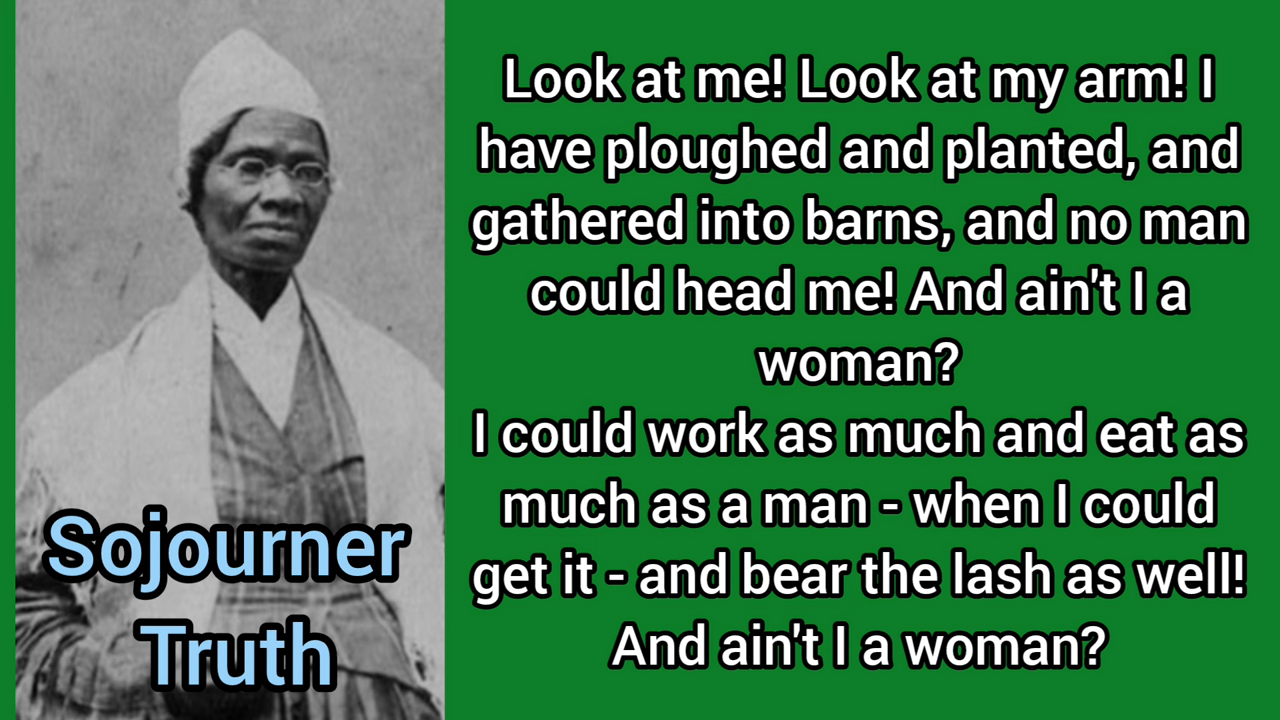 Look at me! Look at my arm! I
have ploughed and planted, and
gathered into barns, and no man
could head me! And ain't I a
woman?
I could work as much and eat as
much as a man - when I could
get it - and bear the lash as well!
And ain't I a woman?
Sojourner
Truth